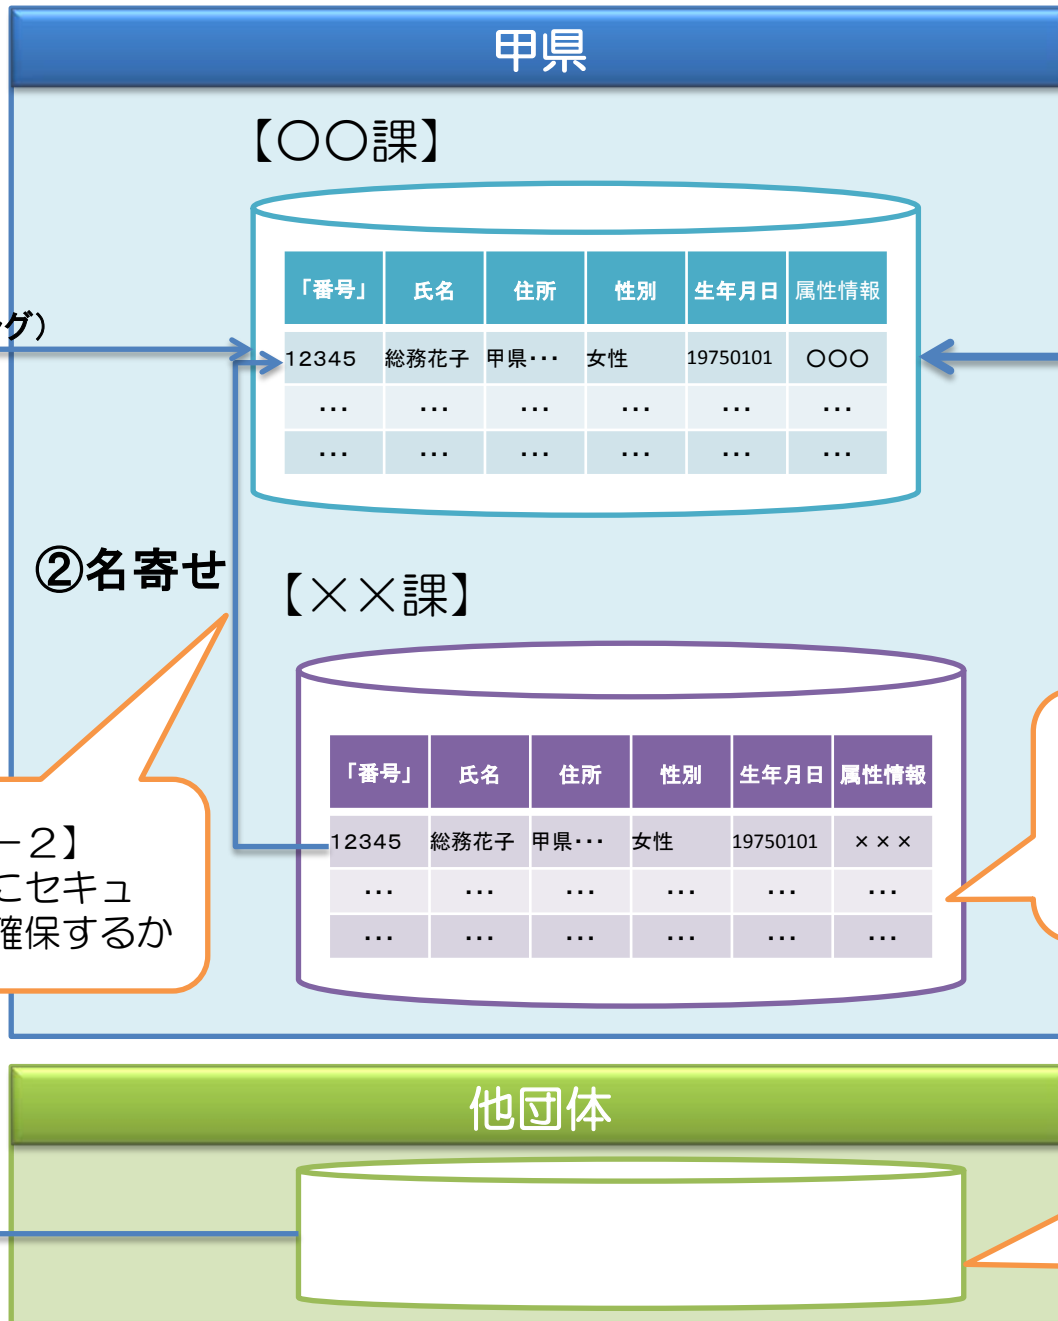 甲県
【○○課】
「番号」 氏名 住所 性別 生年月日 属性情報
グ）
12345 総務花子 甲県・・・ 女性 19750101 ○○○
・・・ ・・・ ・・・ ・・・ ・・・ ・・・
・・・ ・・・ ・・・ ・・・ ・・・ ・・・
②名寄せ
【××課】
「番号」 氏名 住所 性別 生年月日 属性情報
12345 総務花子 甲県・・・ 女性 19750101 ×××
・・・ ・・・ ・・・ ・・・ ・・・ ・・・
・・・ ・・・ ・・・ ・・・ ・・・ ・・・
－２】
にセキュ
確保するか
他団体